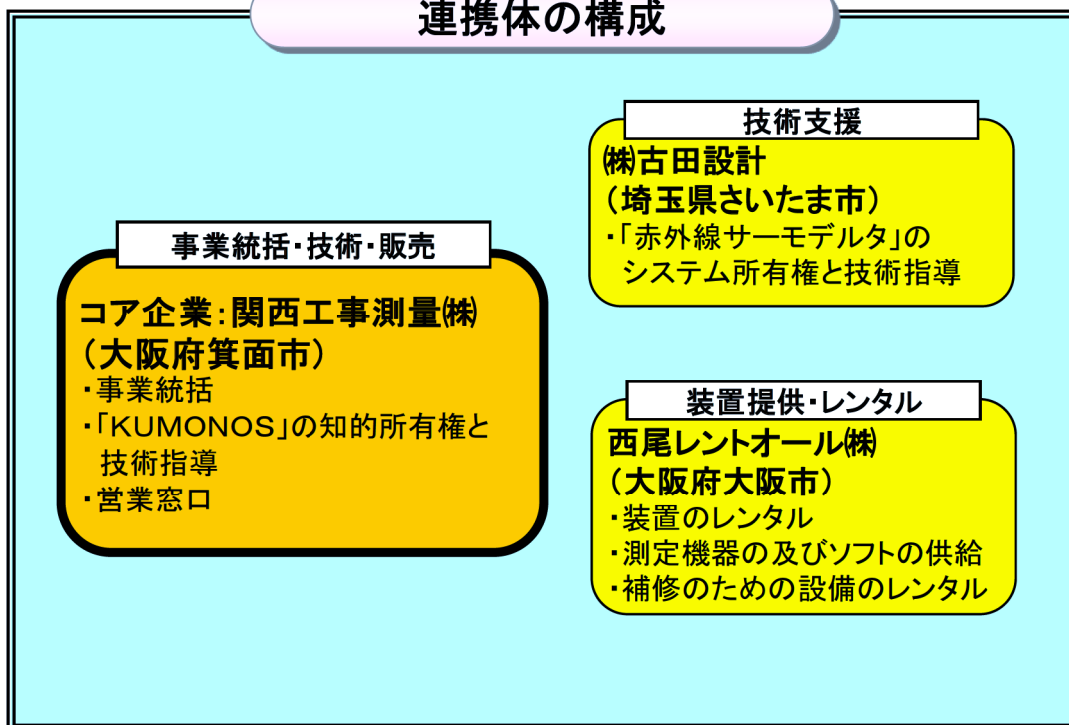 連携体の構成
事業統括・技術・販売
コア企業：関西工事測量㈱
（大阪府箕面市）
・事業統括
・「ＫＵＭＯＮＯＳ」の知的所有権と
技術指導
・営業窓口
技術支援
㈱古田設計
（埼玉県さいたま市）
・「赤外線サーモデルタ」の
システム所有権と技術指導
装置提供・レンタル
西尾レントオール㈱
（大阪府大阪市）
・装置のレンタル
・測定機器の及びソフトの供給
・補修のための設備のレンタル